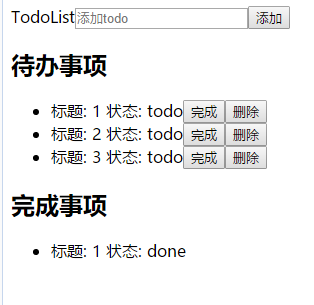 TodoList 添加todo 添加
待办事项
标题: 1 状态: todo 完成 删除
标题: 2 状态: todo 完成 删除
标题: 3 状态: todo 完成 删除
完成事项
标题: 1 状态: done